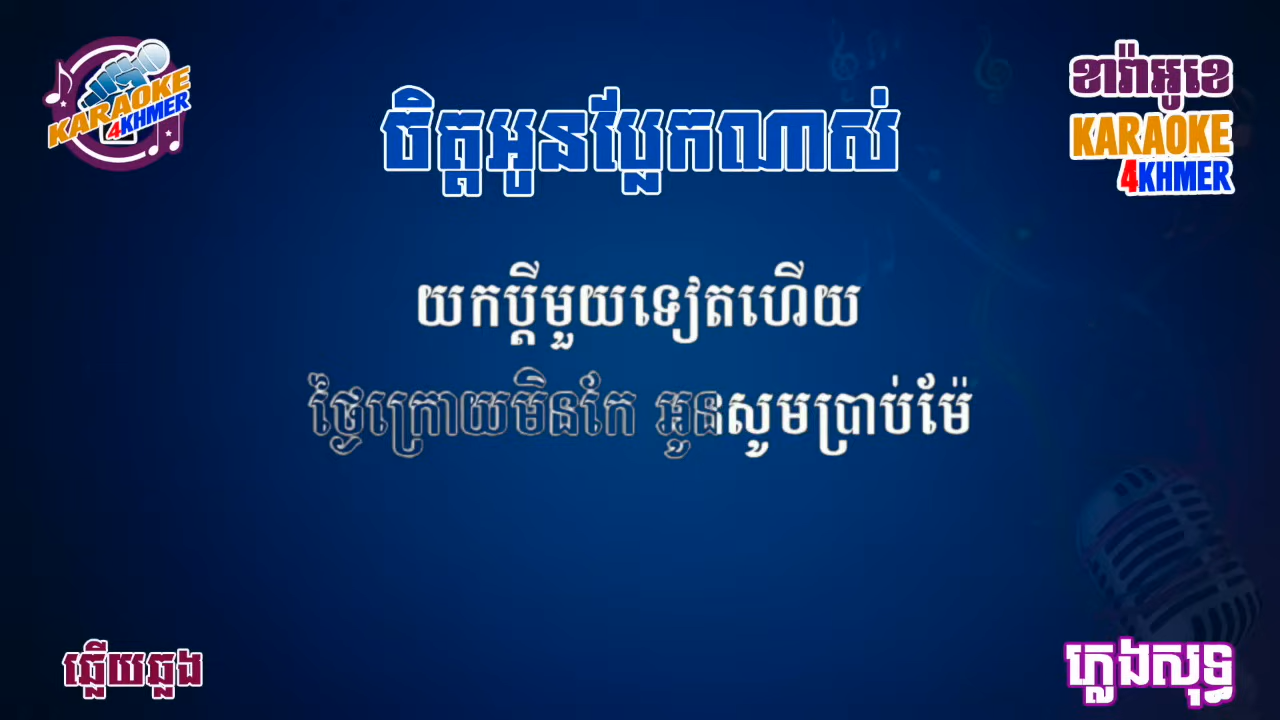 KARAOKE
4KHMER
ខារ៉ាអូខេ
KARAOKE
4KHMER
ចិត្តអូនប្លែកណាស់
យកប្ដីមួយទៀតហើយ
ថ្ងៃក្រោយមិនកែ អូនសូមប្រាប់ម៉ែ
ឆ្លើយឆ្លង
ភ្លេងសុទ្ធ